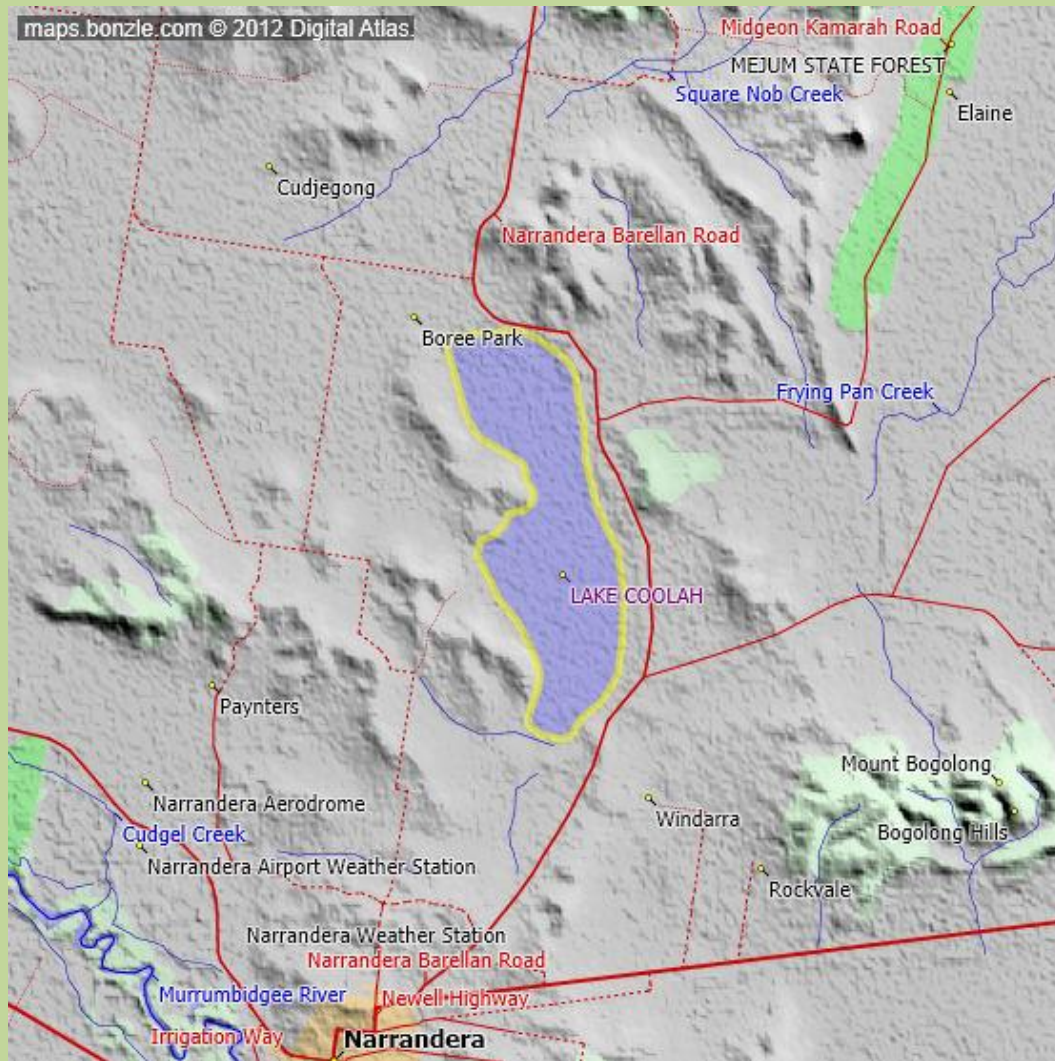 maps.bonzle.com © 2012 Digital Atlas.
Midgeon Kamarah Road
MEJUM STATE FOREST
Square Nob Creek
Elaine
Cudjegong
Narrandera Barellan Road
Boree Park
Frying Pan Creek
LAKE COOLAH
Paynters
Mount Bogolong
Narrandera Aerodrome
Windarra
Cudgel Creek
Bogolong Hills
Narrandera Airport Weather Station
Rockvale
Narrandera Weather Station
Narrandera Barellan Road
Murrumbidgee River
Newell Highway
Irrigation Way
Narrandera